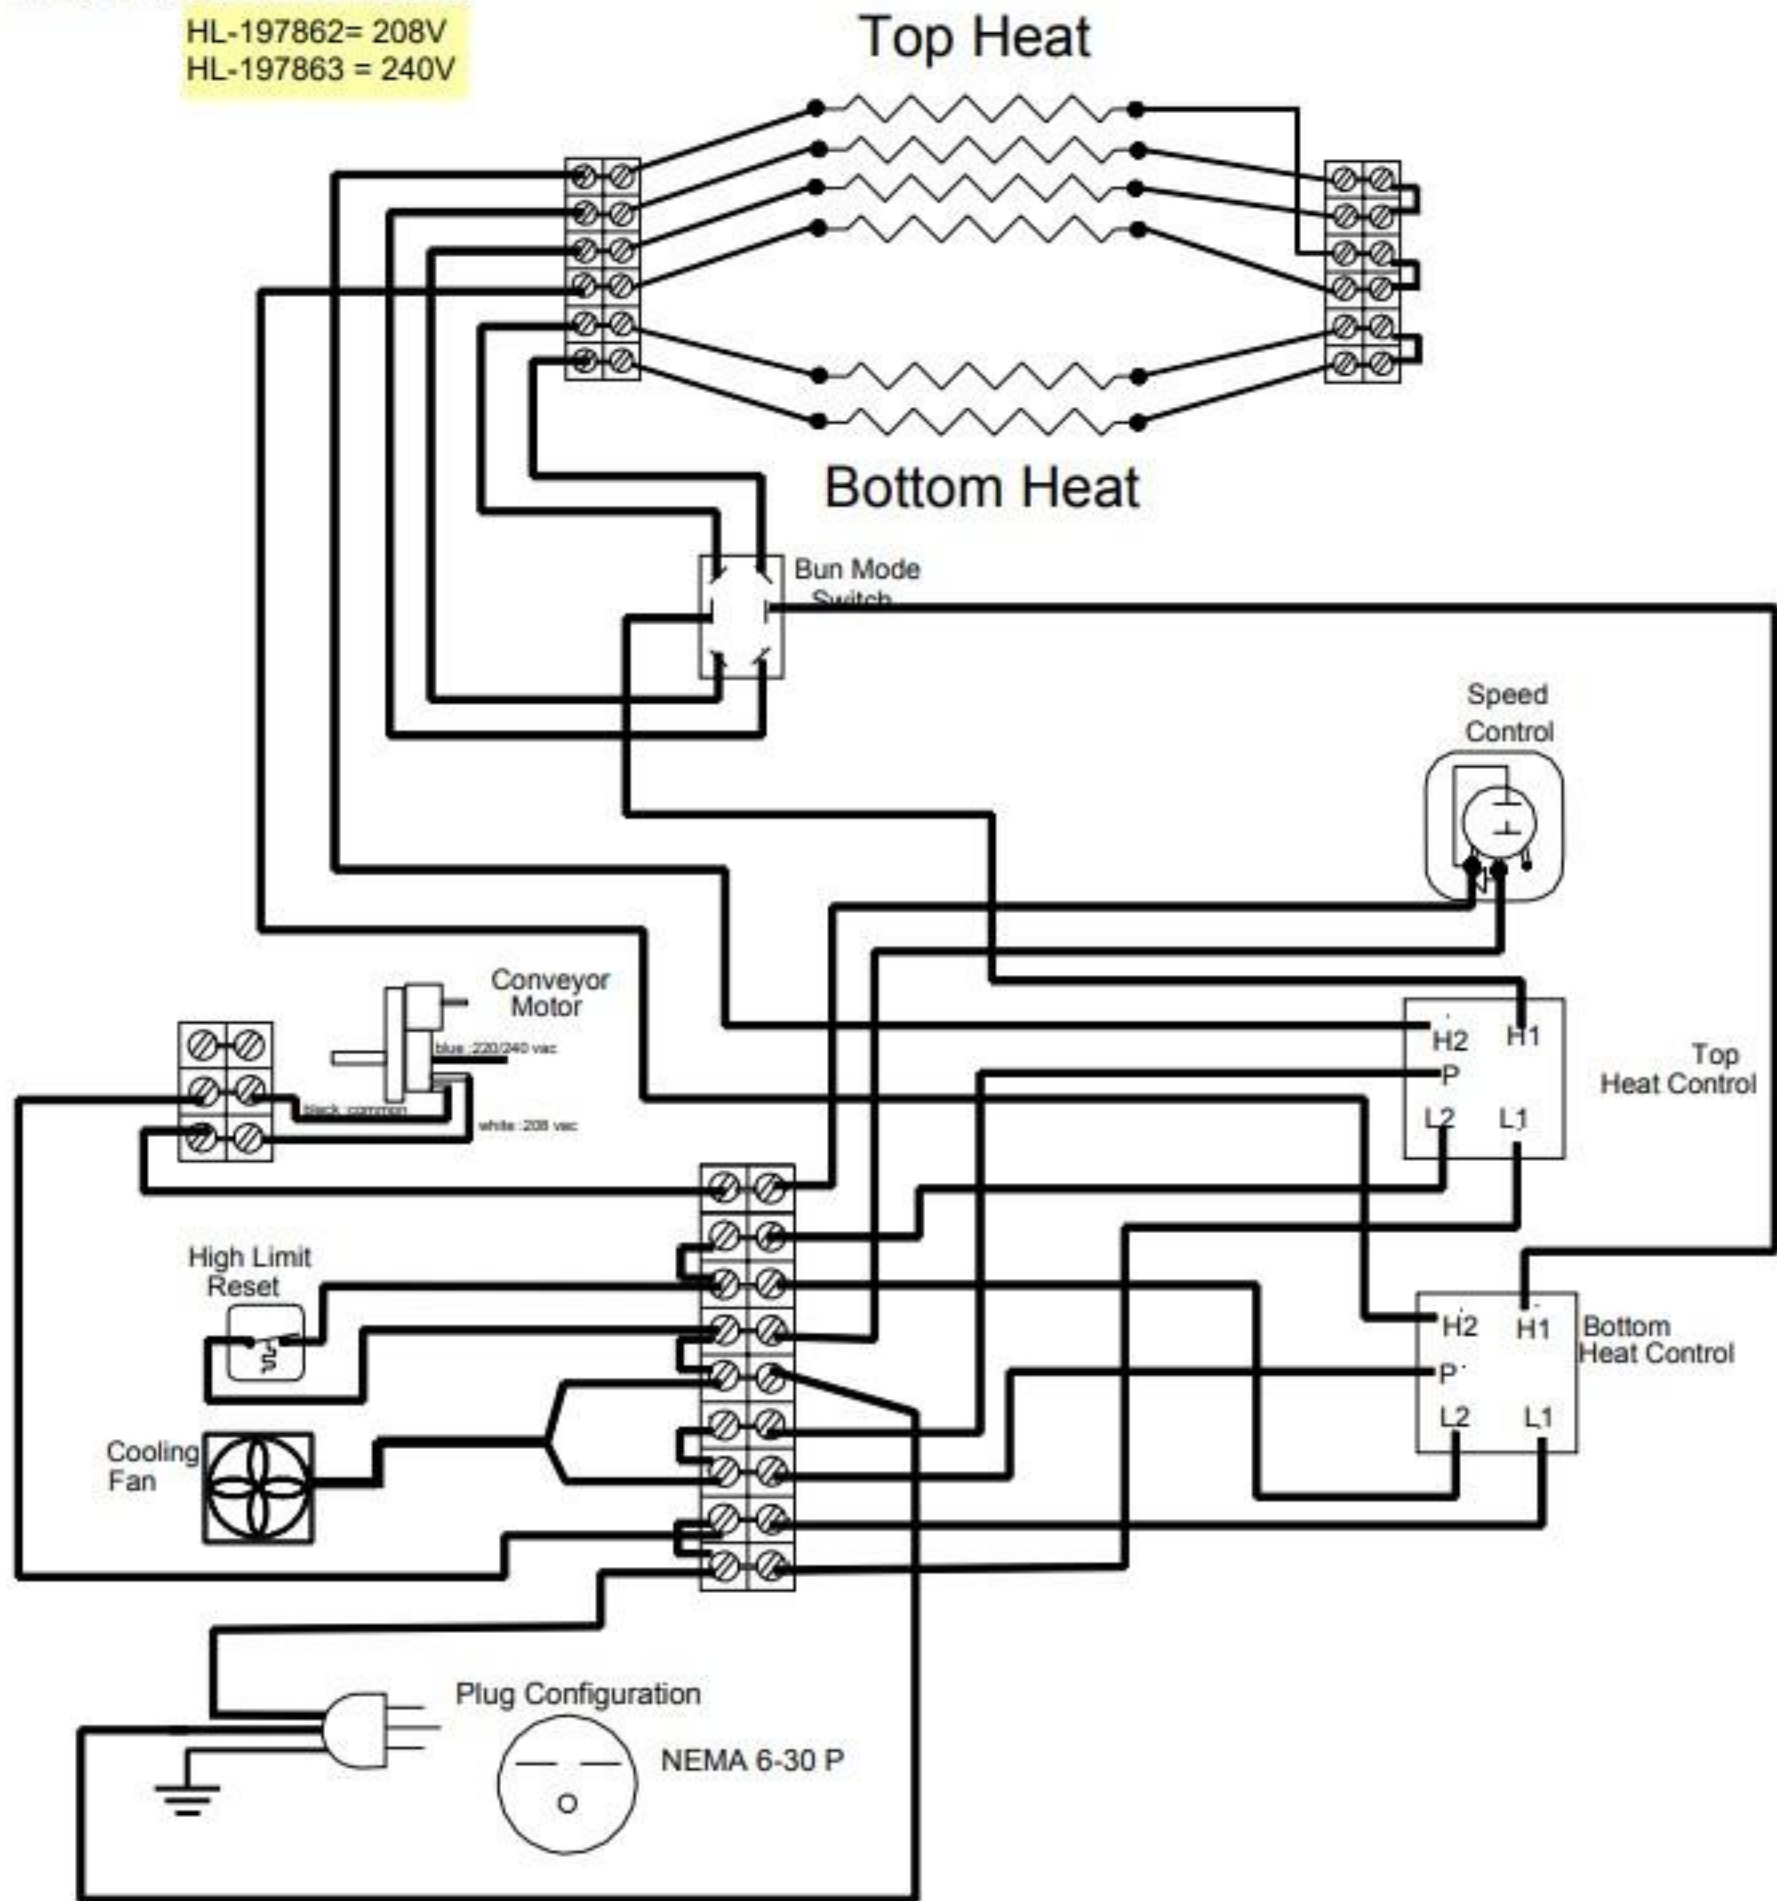 HL-197862= 208V
HL-197863 = 240V
Top Heat
Bottom Heat
Bun Mode
Switch
Speed
Control
Conveyor
Motor
blue :220/240 vac
black common
white :208 vac
H2 H1
P
L2 L1
Top
Heat Control
High Limit
Reset
H2 H1
P
L2 L1
Bottom
Heat Control
Cooling
Fan
Plug Configuration
NEMA 6-30 P